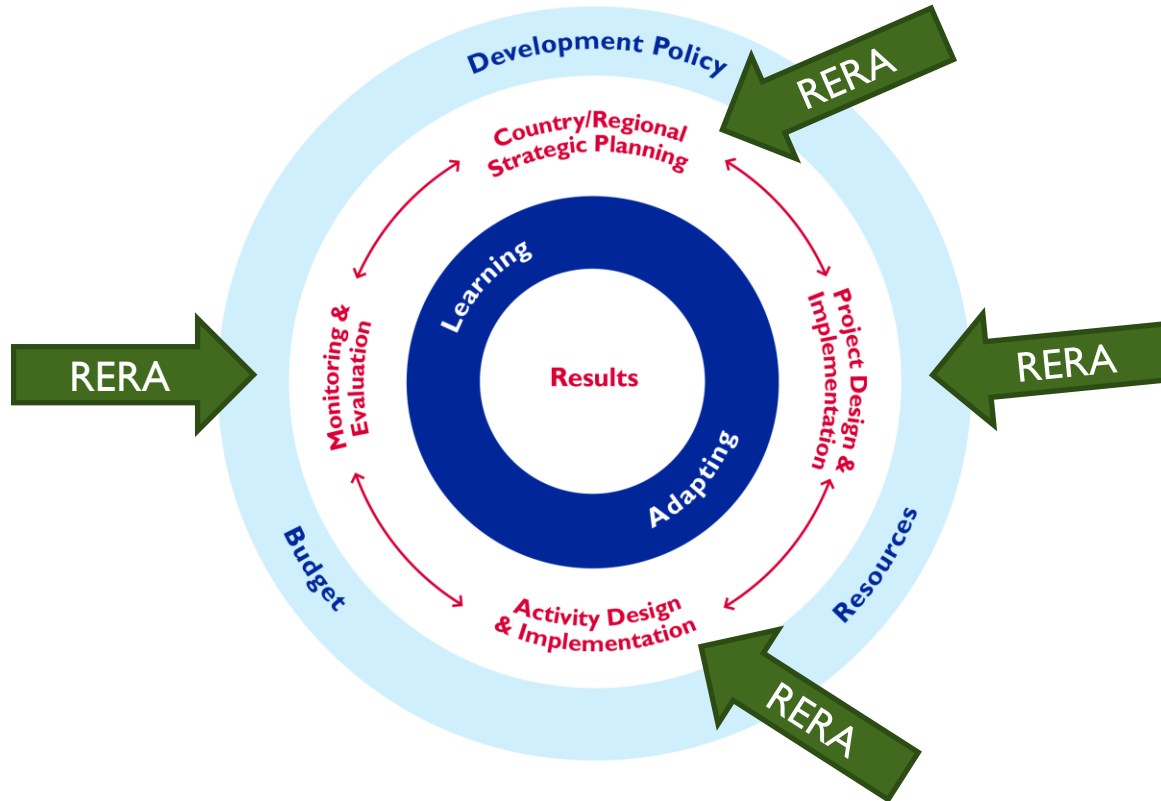 Development Policy
RERA
Country/Regional
Strategic Planning
Learning
Monitoring &
Evaluation
RERA
Results
Project Design &
Implementation
RERA
Adapting
Budget
Resources
Activity Design
& Implementation
RERA